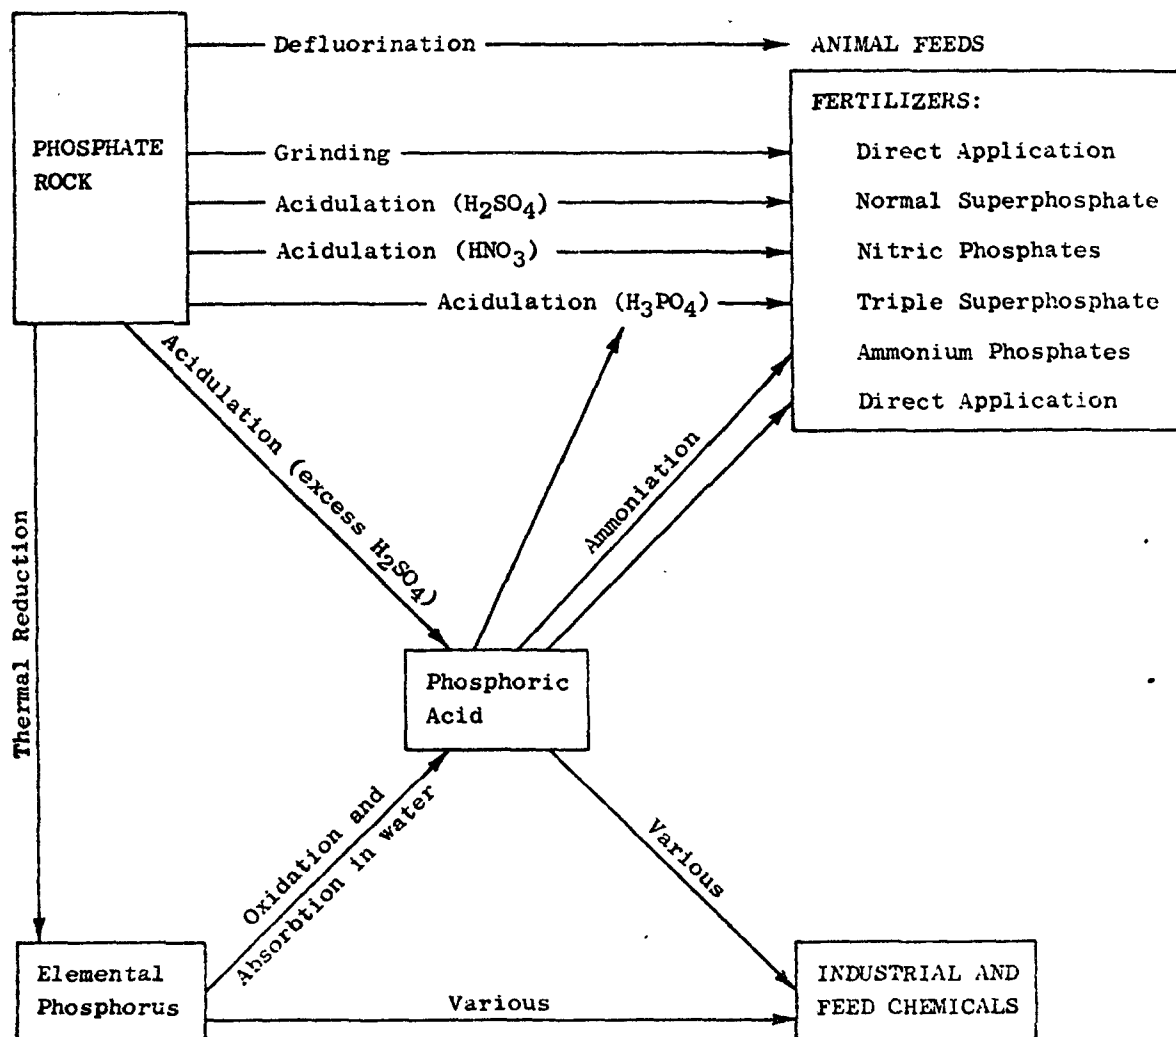 Defluorination
ANIMAL FEEDS
PHOSPHATE
ROCK
FERTILIZERS:
Grinding
Direct Application
Acidulation (H₂SO₄)
Normal Superphosphate
Acidulation (HNO₃)
Nitric Phosphates
Acidulation (H₃PO₄)
Triple Superphosphate
Ammonium Phosphates
Direct Application
Acidulation (excess H₂SO₄)
Ammoniation
Thermal Reduction
Phosphoric
Acid
Oxidation and
Absorbtion in water
Various
Elemental
Phosphorus
Various
INDUSTRIAL AND
FEED CHEMICALS